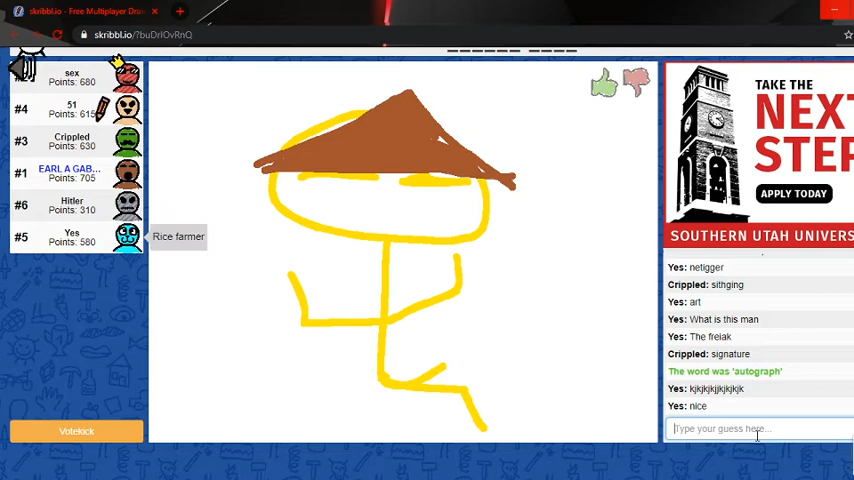 skribbl.io - Free Multiplayer Dra
skribbl.io/?buDrIOvRnQ
sex
Points: 680
#4
51
Points: 615
#3
Crippled
Points: 630
#1
EARL A GAB...
Points: 705
#6
Hitler
Points: 310
#5
Yes
Points: 580
Rice farmer
Votekick
TAKE THE
NEXT
STEP
APPLY TODAY
SOUTHERN UTAH UNIVERS
Yes: netigger
Crippled: sithging
Yes: art
Yes: What is this man
Yes: The freiak
Crippled: signature
The word was 'autograph'
Yes: kjkjkjkjjkjkjkjk
Yes: nice
Type your guess here...